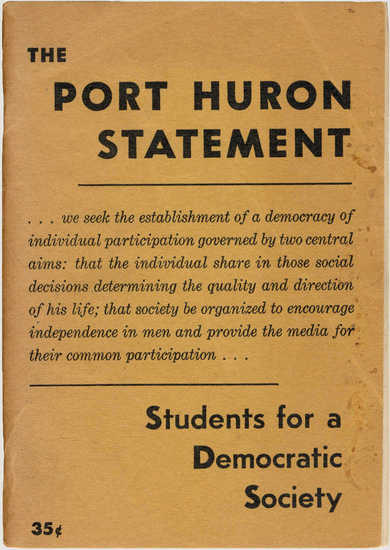 THE
PORT HURON
STATEMENT
. . . we seek the establishment of a democracy of
individual participation governed by two central
aims: that the individual share in those social
decisions determining the quality and direction
of his life; that society be organized to encourage
independence in men and provide the media for
their common participation . . .
Students for a
Democratic
Society
35¢